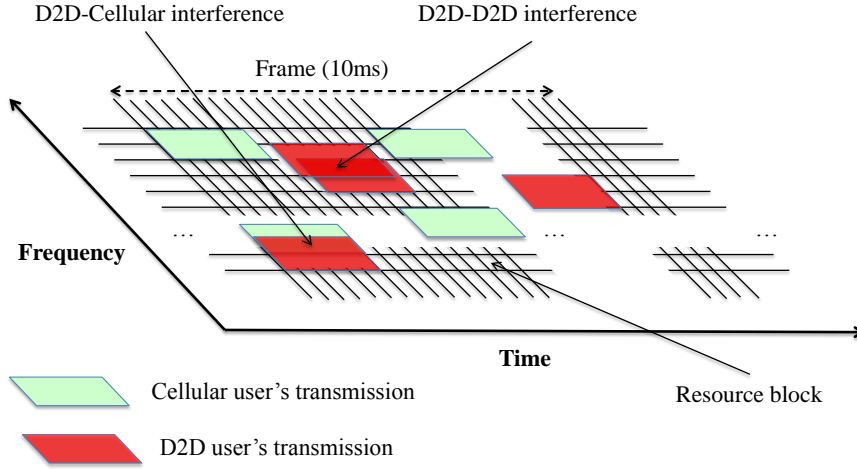 D2D-Cellular interference
D2D-D2D interference
Frame (10ms)
Frequency
...
...
...
Time
Resource block
Cellular user's transmission
D2D user's transmission